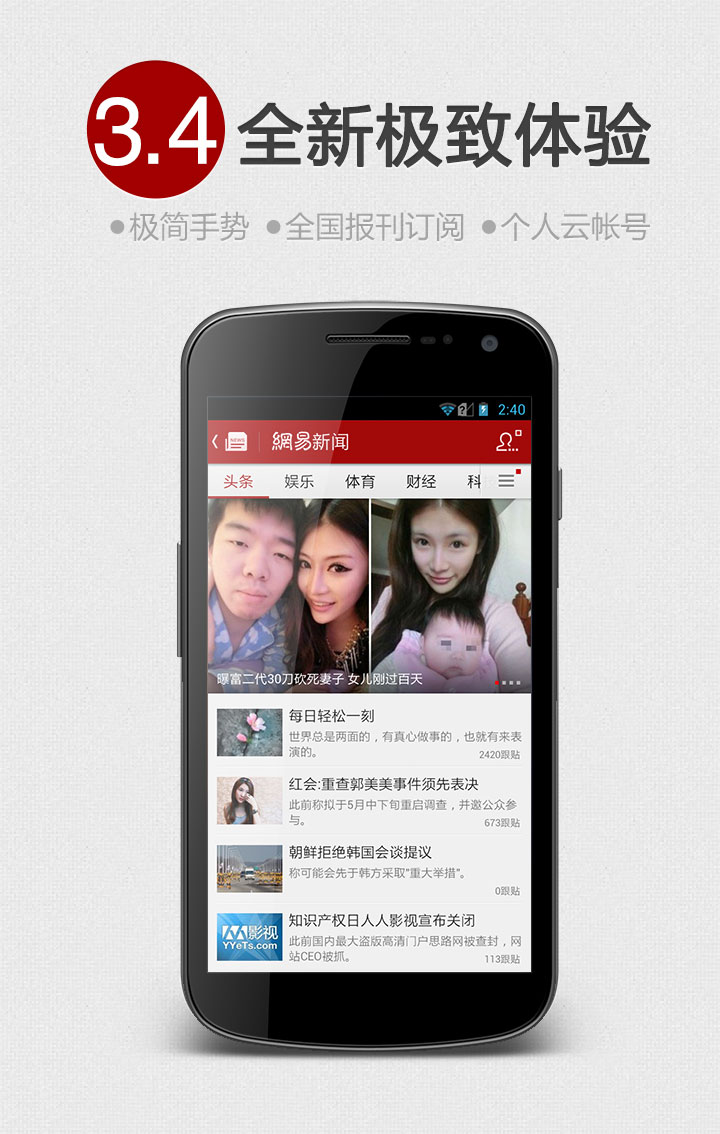 3.4 全新极致体验
●极简手势 ●全国报刊订阅 ●个人云帐号
2:40
NEWS 網易新闻
头条 娱乐 体育 财经 科
曝富二代30刀砍死妻子 女儿刚过百天
每日轻松一刻
世界总是两面的，有真心做事的，也就有来表
演的。 2420跟贴
红会:重查郭美美事件须先表决
此前称拟于5月中下旬重启调查，并邀公众参
与。 673跟贴
朝鲜拒绝韩国会谈提议
称可能会先于韩方采取"重大举措"。
0跟贴
人人影视
YYeTs.com
知识产权日人人影视宣布关闭
此前国内最大盗版高清门户思路网被查封，网
站CEO被抓。 113跟贴